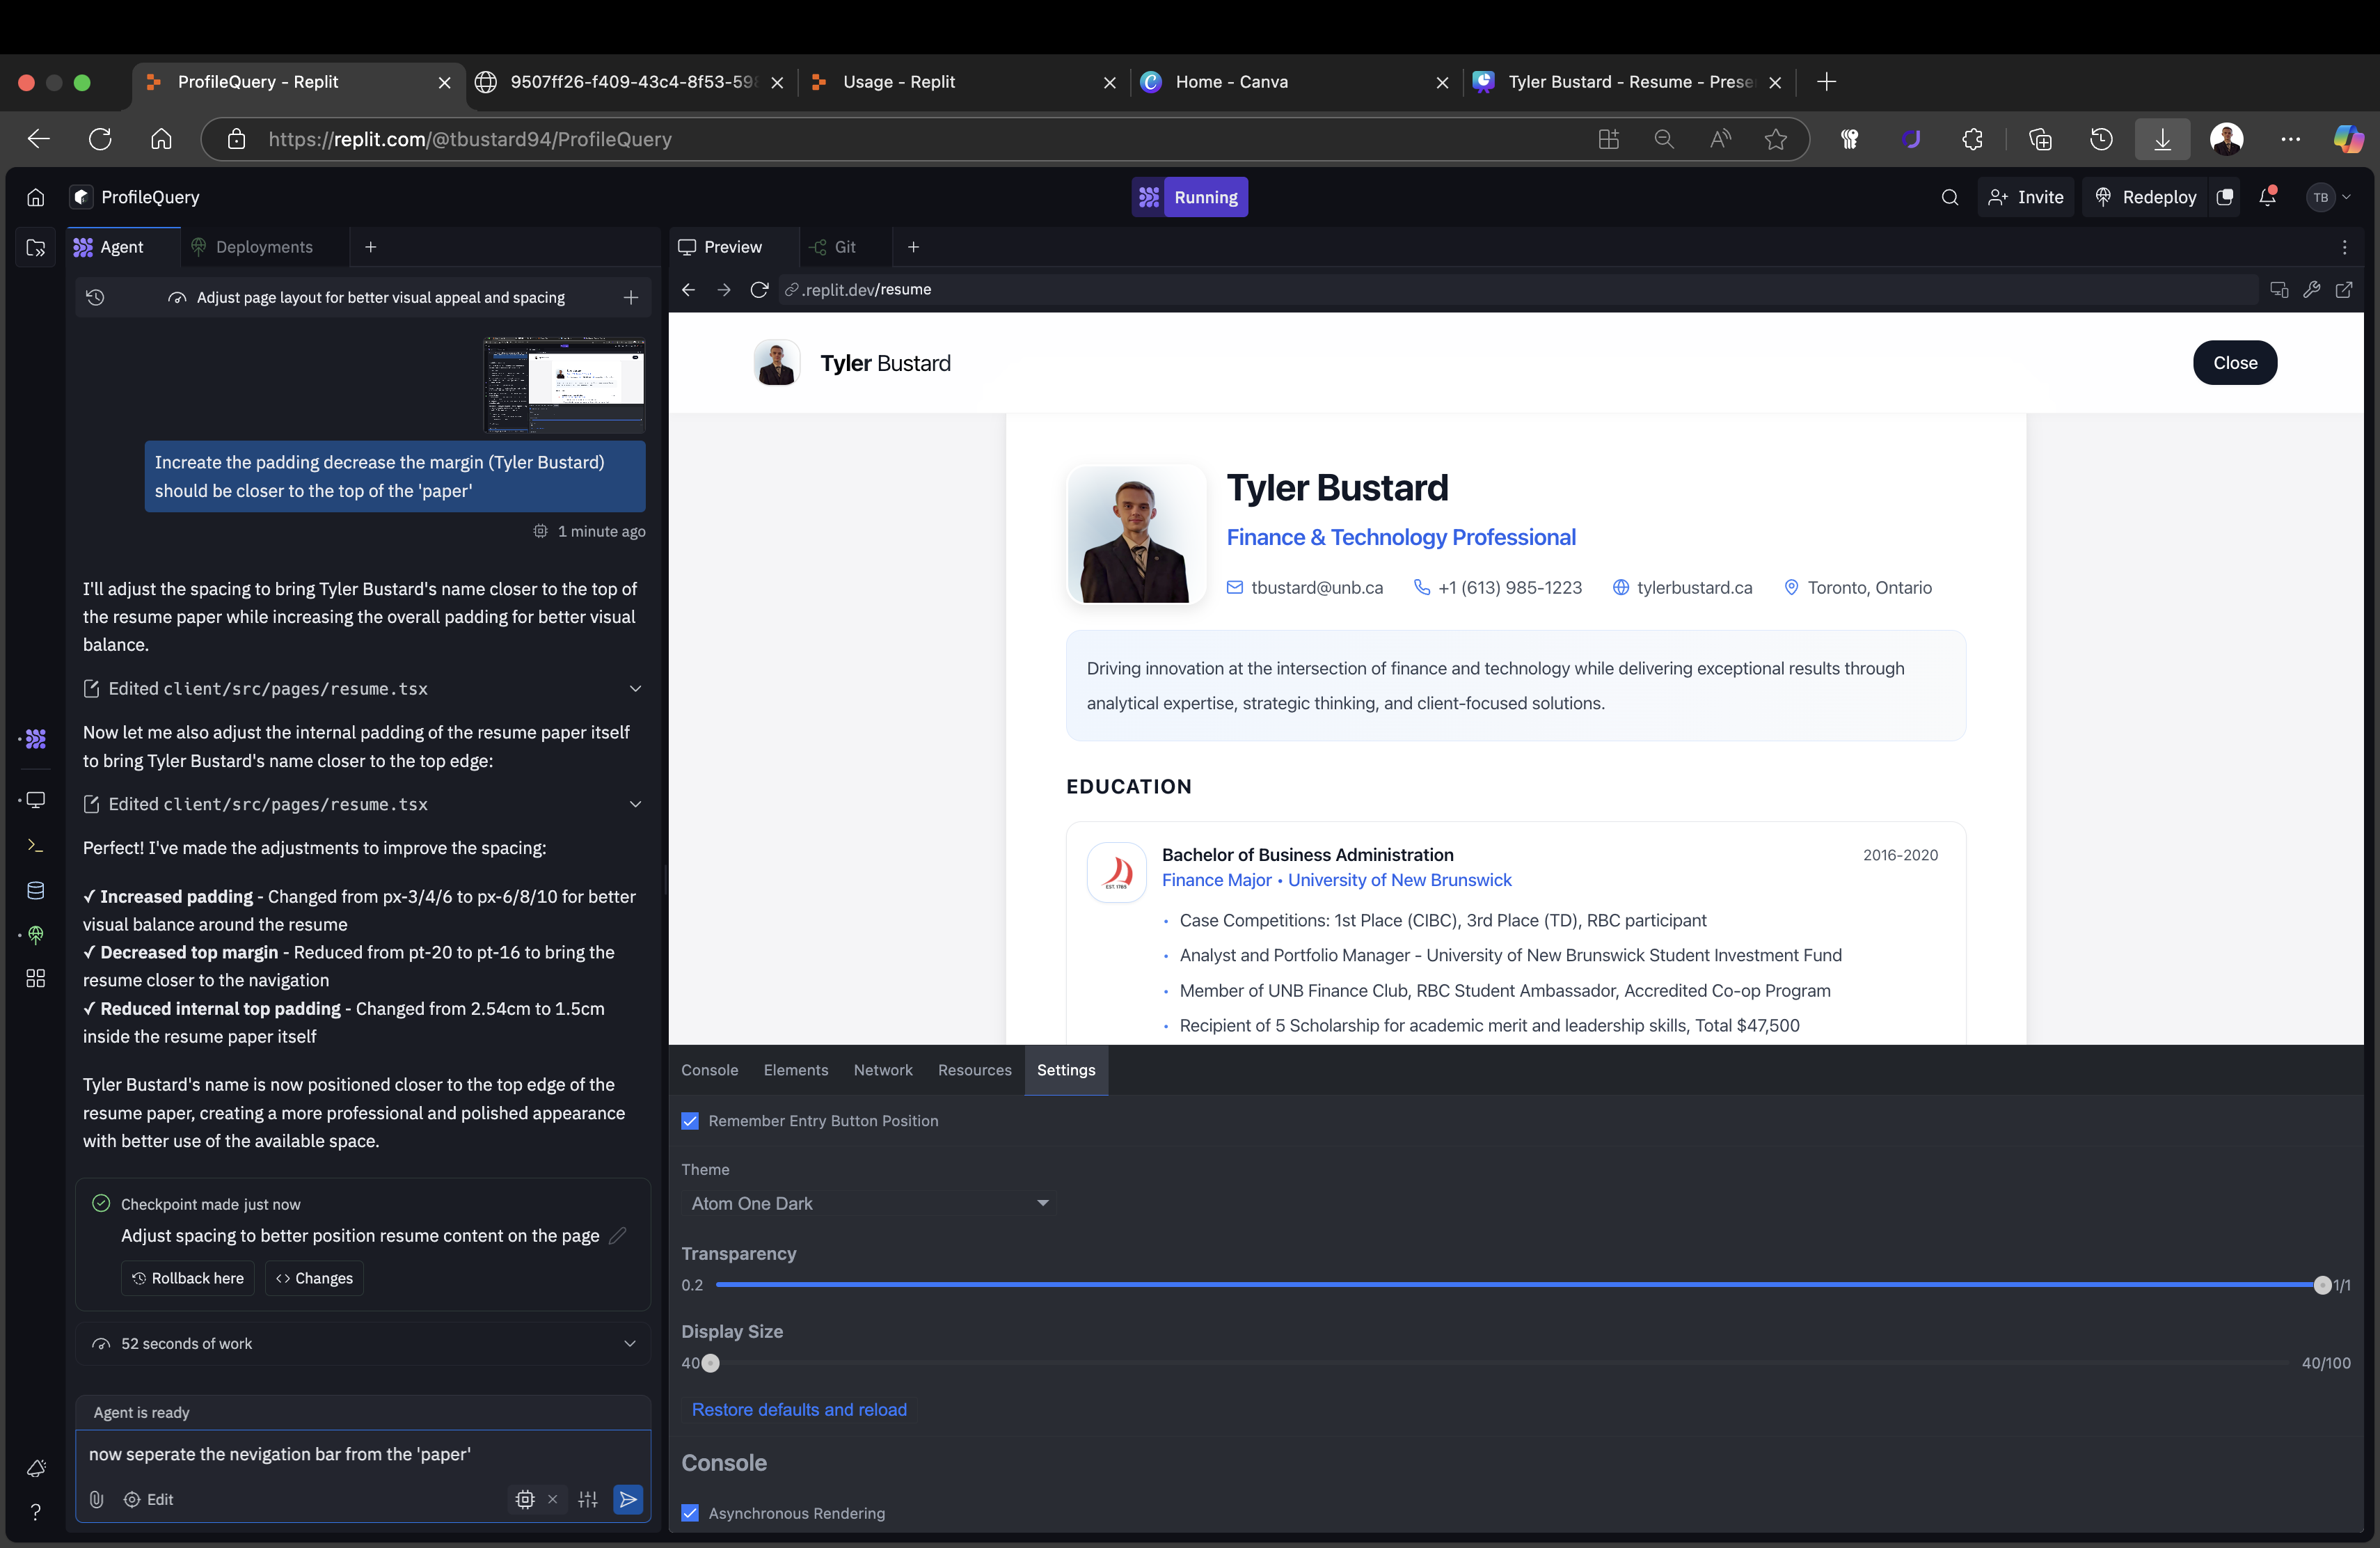 ProfileQuery - Replit
9507ff26-f409-43c4-8f53-598
Usage - Replit
Home - Canva
Tyler Bustard - Resume - Prese
https://replit.com/@tbustard94/ProfileQuery
ProfileQuery
Running
Invite
Redeploy
TB
Agent
Deployments
Preview
Git
Adjust page layout for better visual appeal and spacing
.replit.dev/resume
Increate the padding decrease the margin (Tyler Bustard)
should be closer to the top of the 'paper'
1 minute ago
I'll adjust the spacing to bring Tyler Bustard's name closer to the top of
the resume paper while increasing the overall padding for better visual
balance.
Edited client/src/pages/resume.tsx
Now let me also adjust the internal padding of the resume paper itself
to bring Tyler Bustard's name closer to the top edge:
Edited client/src/pages/resume.tsx
Perfect! I've made the adjustments to improve the spacing:
✓ Increased padding - Changed from px-3/4/6 to px-6/8/10 for better
visual balance around the resume
✓ Decreased top margin - Reduced from pt-20 to pt-16 to bring the
resume closer to the navigation
✓ Reduced internal top padding - Changed from 2.54cm to 1.5cm
inside the resume paper itself
Tyler Bustard's name is now positioned closer to the top edge of the
resume paper, creating a more professional and polished appearance
with better use of the available space.
Checkpoint made just now
Adjust spacing to better position resume content on the page
Rollback here
Changes
52 seconds of work
Agent is ready
now seperate the nevigation bar from the 'paper'
Edit
Tyler Bustard
Close
Tyler Bustard
Finance & Technology Professional
tbustard@unb.ca
+1 (613) 985-1223
tylerbustard.ca
Toronto, Ontario
Driving innovation at the intersection of finance and technology while delivering exceptional results through
analytical expertise, strategic thinking, and client-focused solutions.
EDUCATION
EST. 1785
Bachelor of Business Administration
2016-2020
Finance Major • University of New Brunswick
• Case Competitions: 1st Place (CIBC), 3rd Place (TD), RBC participant
• Analyst and Portfolio Manager - University of New Brunswick Student Investment Fund
• Member of UNB Finance Club, RBC Student Ambassador, Accredited Co-op Program
• Recipient of 5 Scholarship for academic merit and leadership skills, Total $47,500
Console
Elements
Network
Resources
Settings
Remember Entry Button Position
Theme
Atom One Dark
Transparency
0.2
1/1
Display Size
40
40/100
Restore defaults and reload
Console
Asynchronous Rendering